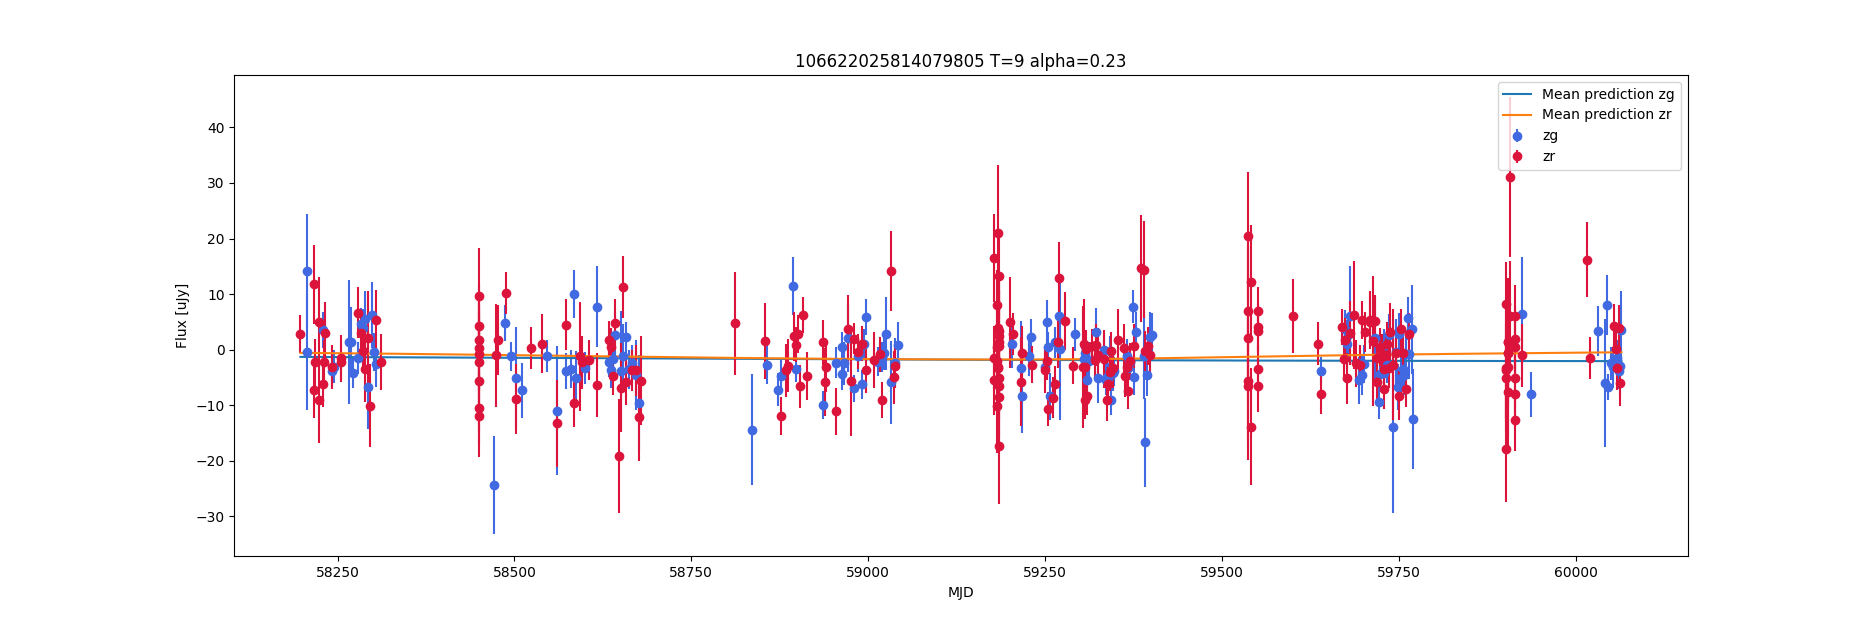 106622025814079805 T=9 alpha=0.23
Flux [uJy]
40
30
20
10
0
−10
−20
−30
58250 58500 58750 59000 59250 59500 59750 60000
MJD
Mean prediction zg
Mean prediction zr
zg
zr